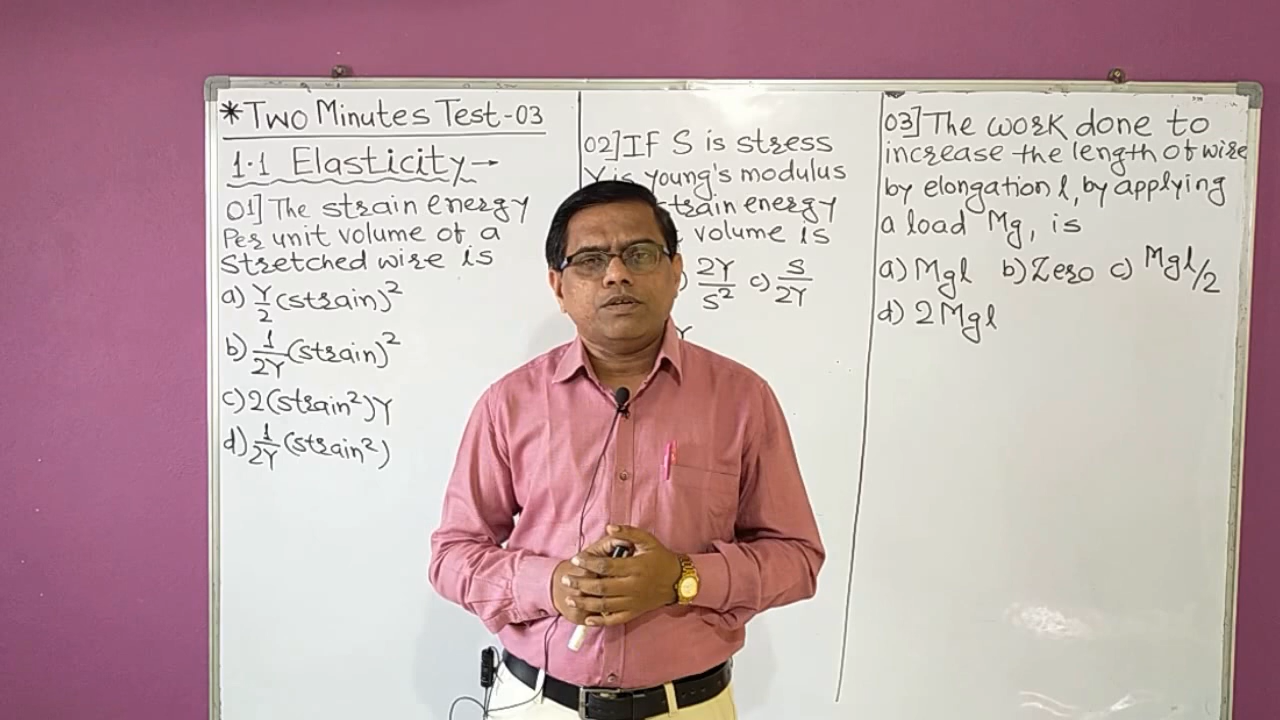 *Two Minutes Test-03
1.1 Elasticity→
01] The strain energy
Per unit volume of a
stretched wire is
a) Y/2 (strain)²
b) 1/2Y (strain)²
c) 2(strain²)Y
d) 1/2Y (strain²)
02] IF S is stress
Y is young's modulus
train energy
volume is
) 2Y/S² c) S/2Y
03] The work done to
increase the length of wire
by elongation l, by applying
a load Mg, is
a) Mgl b) Zero c) Mgl/2
d) 2Mgl